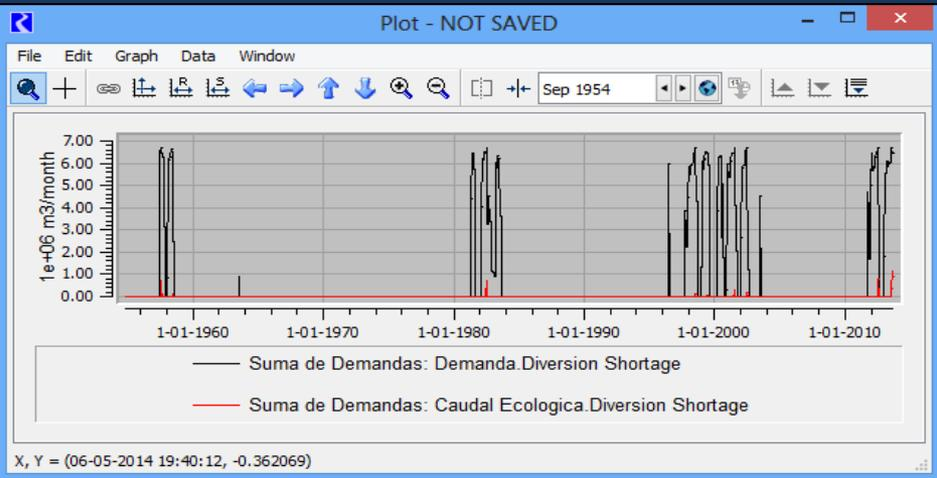 Plot - NOT SAVED
File Edit Graph Data Window
R S Sep 1954
7.00
6.00
5.00
4.00
3.00
2.00
1.00
0.00
1e+06 m3/month
1-01-1960 1-01-1970 1-01-1980 1-01-1990 1-01-2000 1-01-2010
Suma de Demandas: Demanda.Diversion Shortage
Suma de Demandas: Caudal Ecologica.Diversion Shortage
X, Y = (06-05-2014 19:40:12, -0.362069)